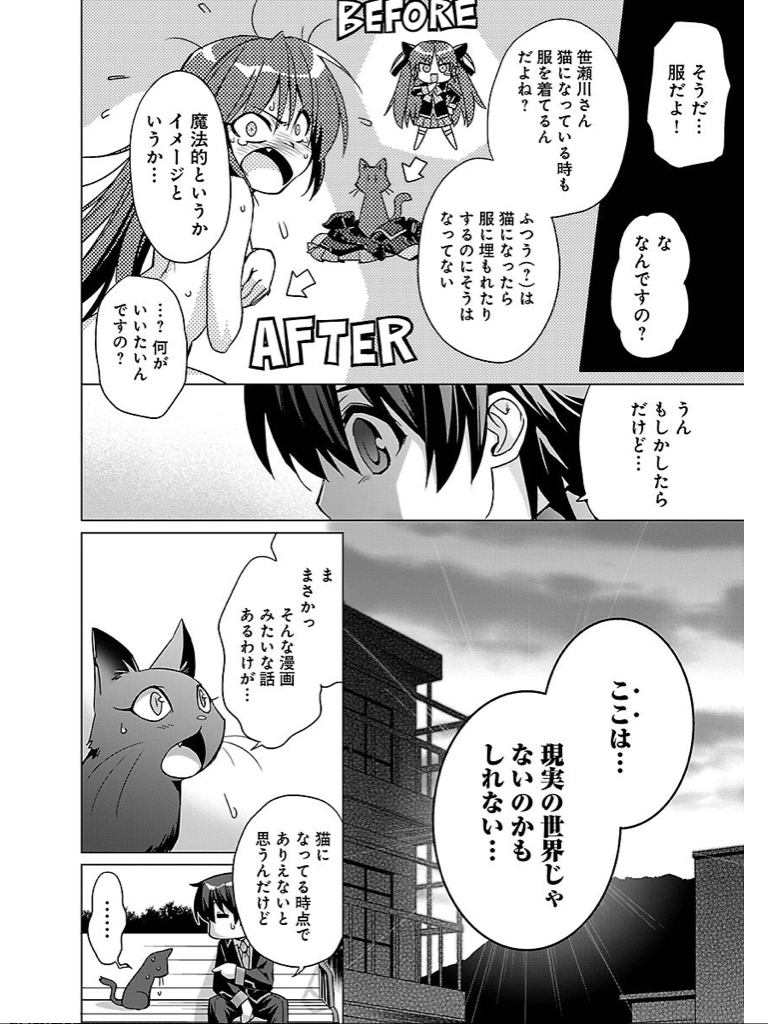 そうだ…
服だよ！
な
なんですの？
笹瀬川さん
猫になっている時も
服を着てるん
だよね？
ふつう（？）は
猫になったら
服に埋もれたり
するのにそうは
なってない
BEFORE
AFTER
魔法的というか
イメージと
いうか…
…？何が
いいたいん
ですの？
うん
もしかしたら
だけど…
ここは…
現実の世界じゃ
ないのかも
しれない…
ま
まさかっ
そんな漫画
みたいな話
あるわけが…
猫に
なってる時点で
ありえないと
思うんだけど
……